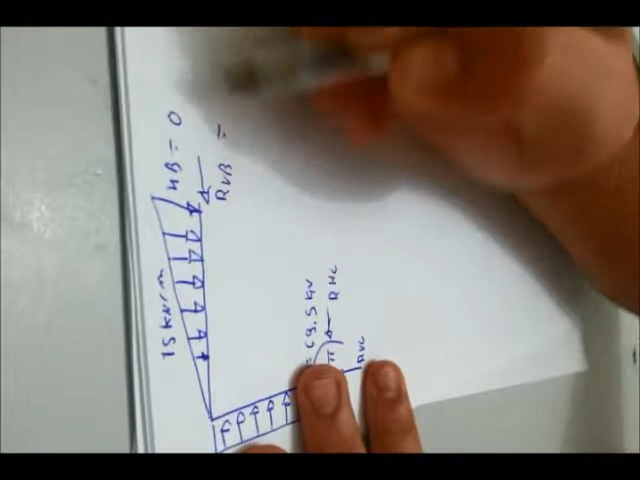 15 kN/m
MB = 0
RVB =
= 69.5 kN
RHC
RVC